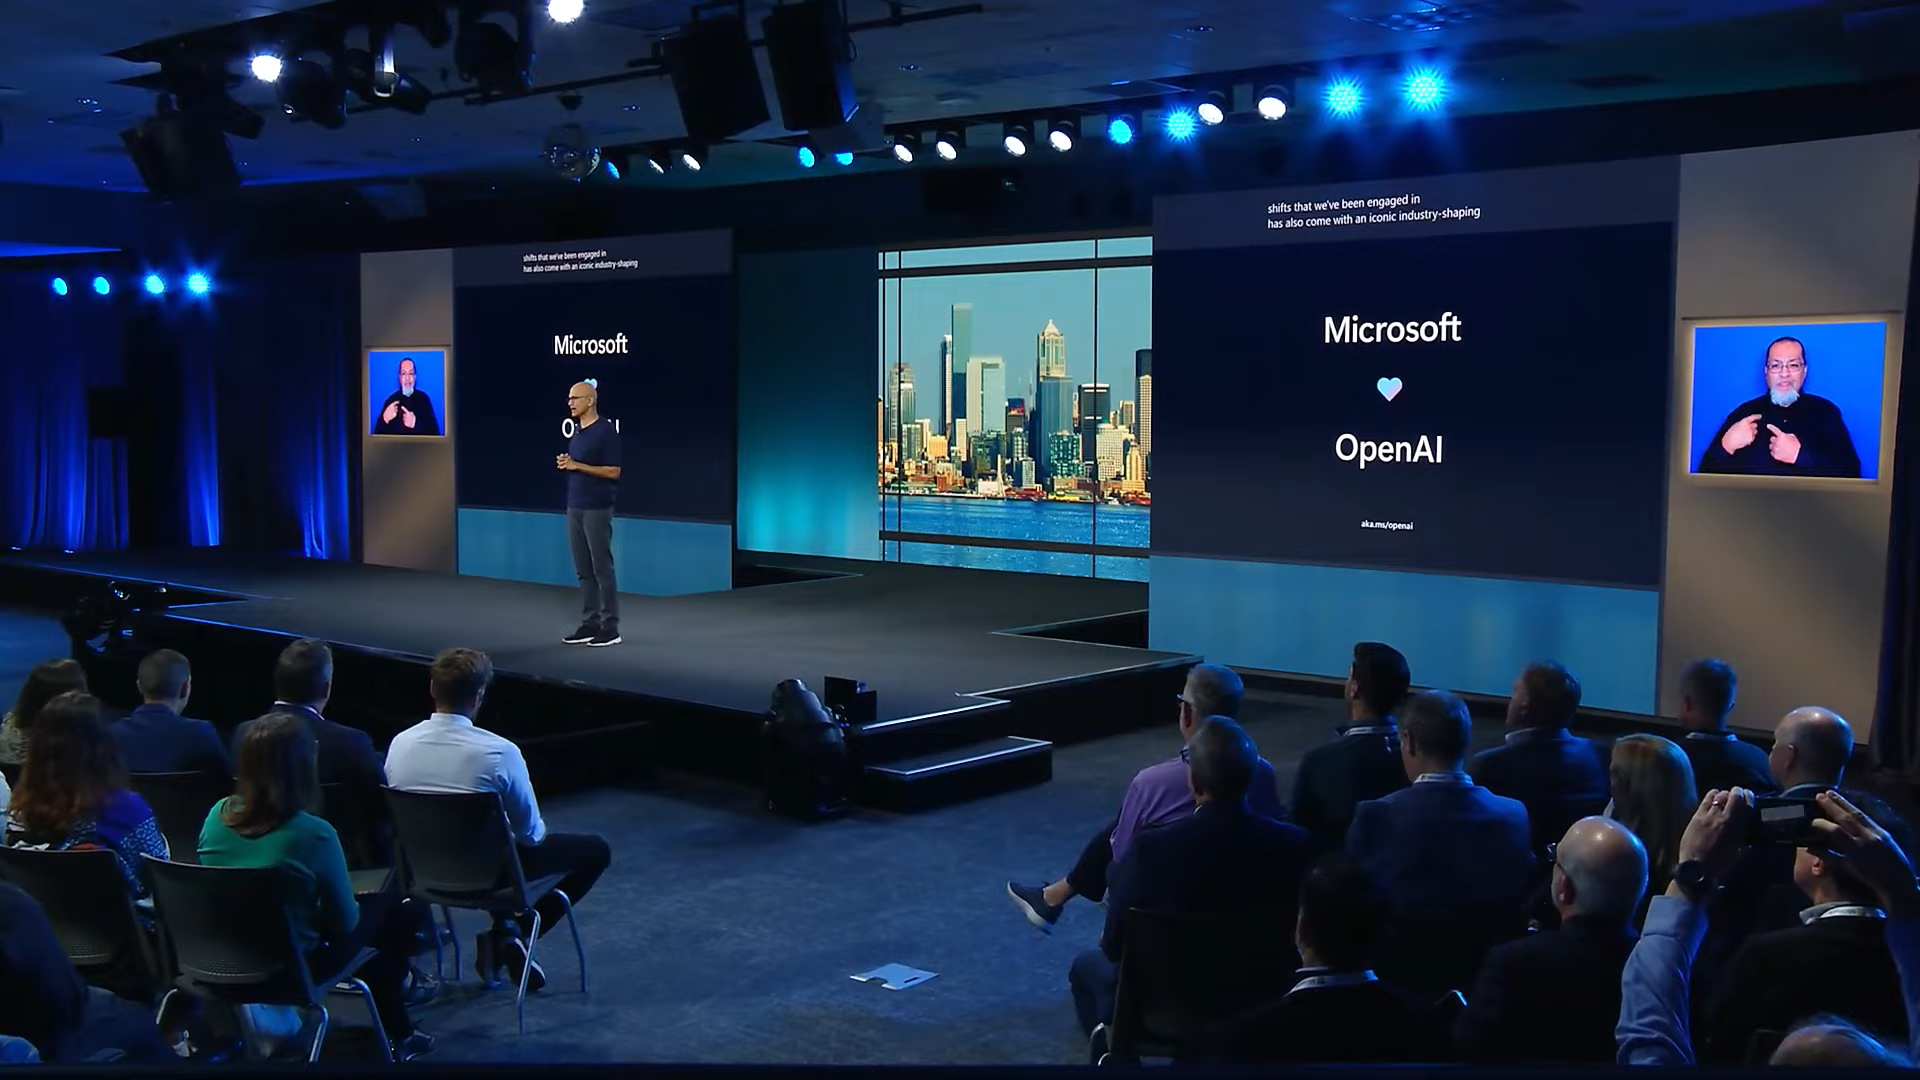 shifts that we've been engaged in
has also come with an iconic industry-shaping
Microsoft
shifts that we've been engaged in
has also come with an iconic industry-shaping
Microsoft
OpenAI
aka.ms/openai